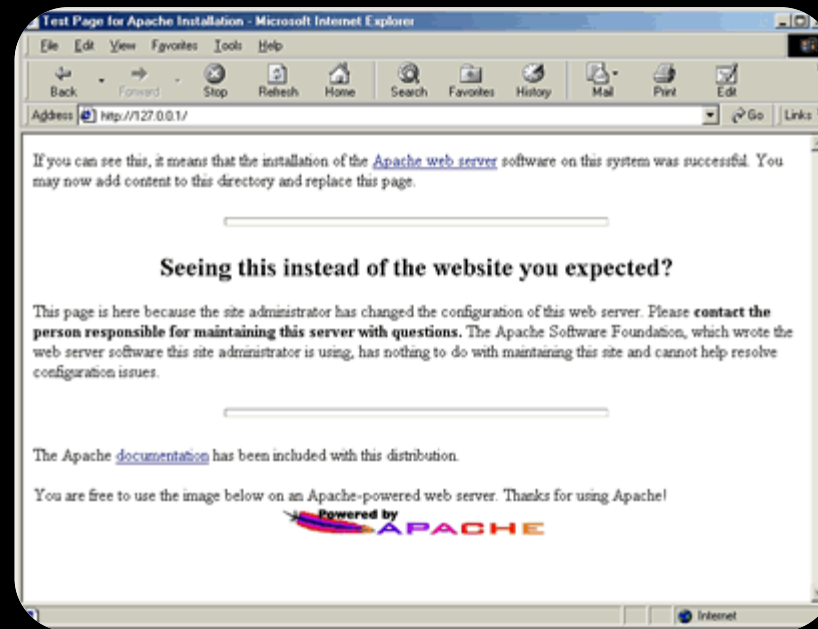 Test Page for Apache Installation - Microsoft Internet Explorer
File Edit View Favorites Tools Help
Back Forward Stop Refresh Home Search Favorites History Mail Print Edit
Address http://127.0.0.1/ Go Links
If you can see this, it means that the installation of the Apache web server software on this system was successful. You
may now add content to this directory and replace this page.
Seeing this instead of the website you expected?
This page is here because the site administrator has changed the configuration of this web server. Please contact the
person responsible for maintaining this server with questions. The Apache Software Foundation, which wrote the
web server software this site administrator is using, has nothing to do with maintaining this site and cannot help resolve
configuration issues.
The Apache documentation has been included with this distribution.
You are free to use the image below on an Apache-powered web server. Thanks for using Apache!
Powered by
APACHE
Internet